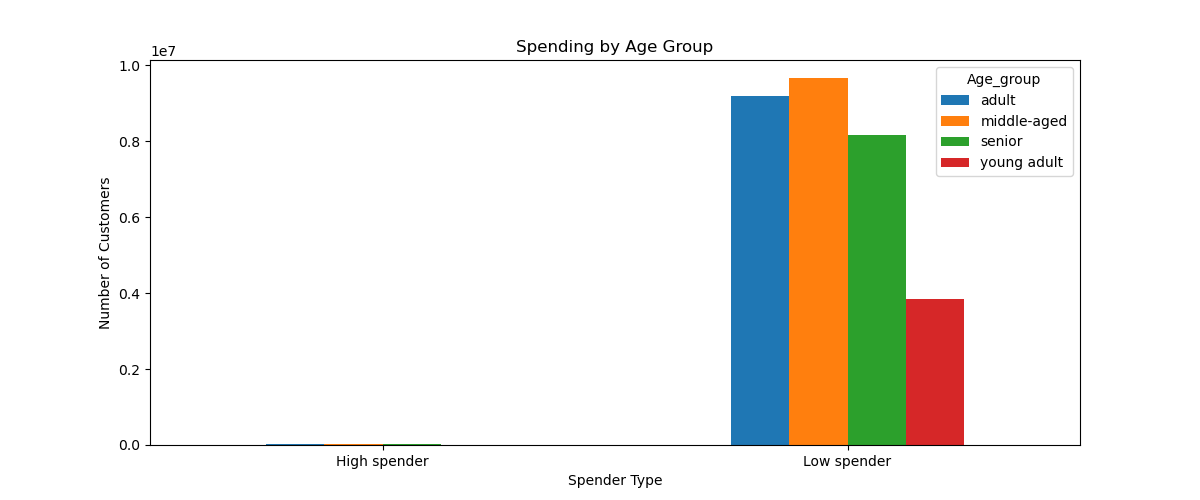 Spending by Age Group
1e7
1.0
0.8
0.6
0.4
0.2
0.0
Number of Customers
Age_group
adult
middle-aged
senior
young adult
High spender
Low spender
Spender Type